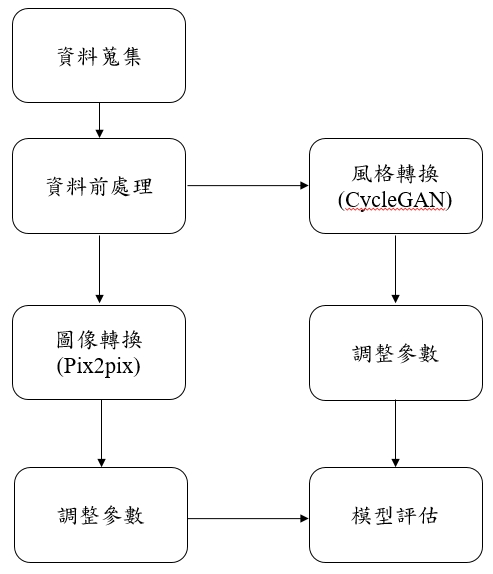 資料蒐集
資料前處理
風格轉換
(CycleGAN)
圖像轉換
(Pix2pix)
調整參數
調整參數
模型評估